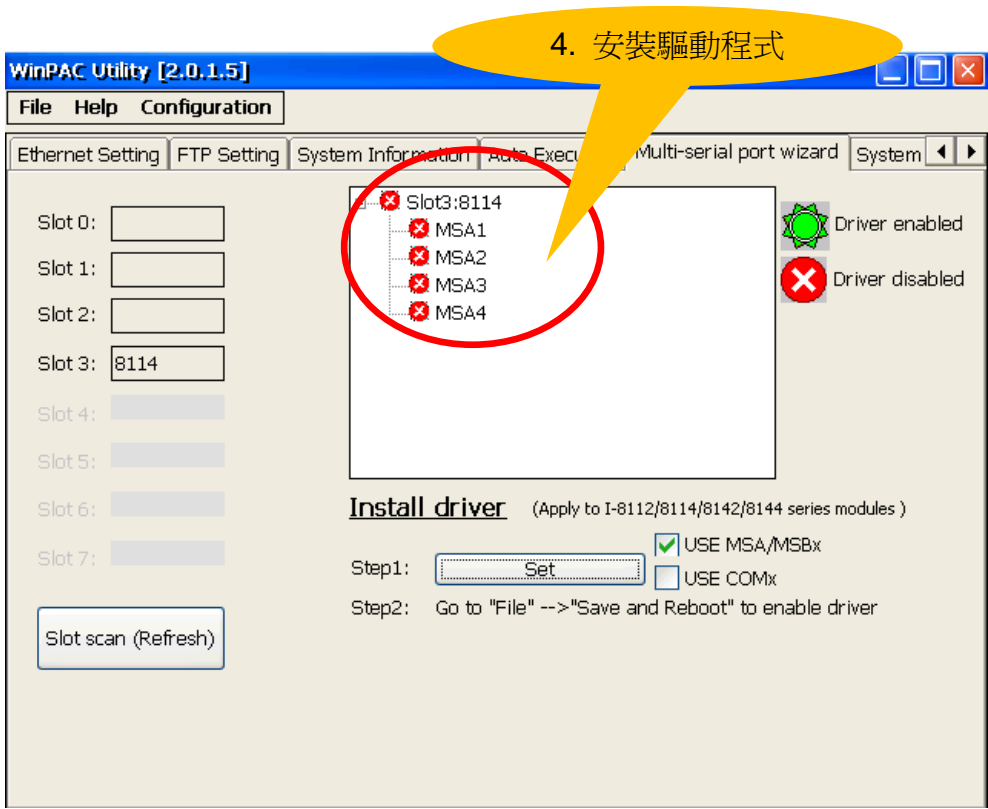 4. 安裝驅動程式
WinPAC Utility [2.0.1.5]
File Help Configuration
Ethernet Setting FTP Setting System Information Auto Multi-serial port wizard System
Slot 0:
Slot 1:
Slot 2:
Slot 3: 8114
Slot 4:
Slot 5:
Slot 6:
Slot 7:
Slot scan (Refresh)
Slot3:8114
MSA1
MSA2
MSA3
MSA4
Driver enabled
Driver disabled
Install driver (Apply to I-8112/8114/8142/8144 series modules )
Step1: Set
USE MSA/MSBx
USE COMx
Step2: Go to "File" -->"Save and Reboot" to enable driver